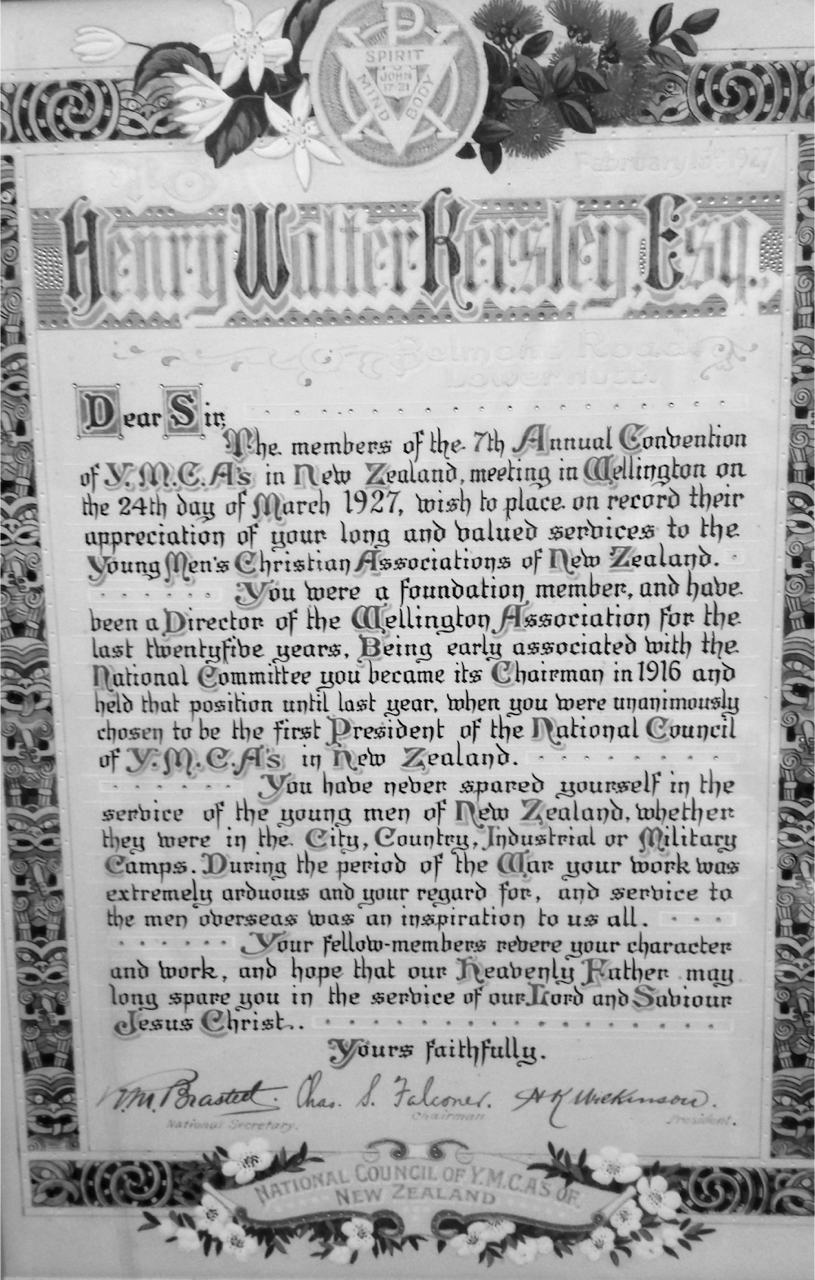 P
SPIRIT
JOHN
17·21
MIND
BODY
February 1927
To
Henry Walter Kersley, Esq.,
Belmont Road
Lower Hutt.
Dear Sir,
The members of the 7th Annual Convention
of Y.M.C.A's in New Zealand, meeting in Wellington on
the 24th day of March 1927, wish to place on record their
appreciation of your long and valued services to the
Young Men's Christian Associations of New Zealand.
You were a foundation member, and have
been a Director of the Wellington Association for the
last twentyfive years, Being early associated with the
National Committee you became its Chairman in 1916 and
held that position until last year, when you were unanimously
chosen to be the first President of the National Council
of Y.M.C.A's in New Zealand.
You have never spared yourself in the
service of the young men of New Zealand, whether
they were in the City, Country, Industrial or Military
Camps. During the period of the War your work was
extremely arduous and your regard for, and service to
the men overseas was an inspiration to us all.
Your fellow-members revere your character
and work, and hope that our Heavenly Father may
long spare you in the service of our Lord and Saviour
Jesus Christ..
Yours faithfully.
M. Brasted. Chas. S. Falconer. H K Wilkinson.
National Secretary. Chairman President.
NATIONAL COUNCIL OF Y.M.C.A'S OF
NEW ZEALAND